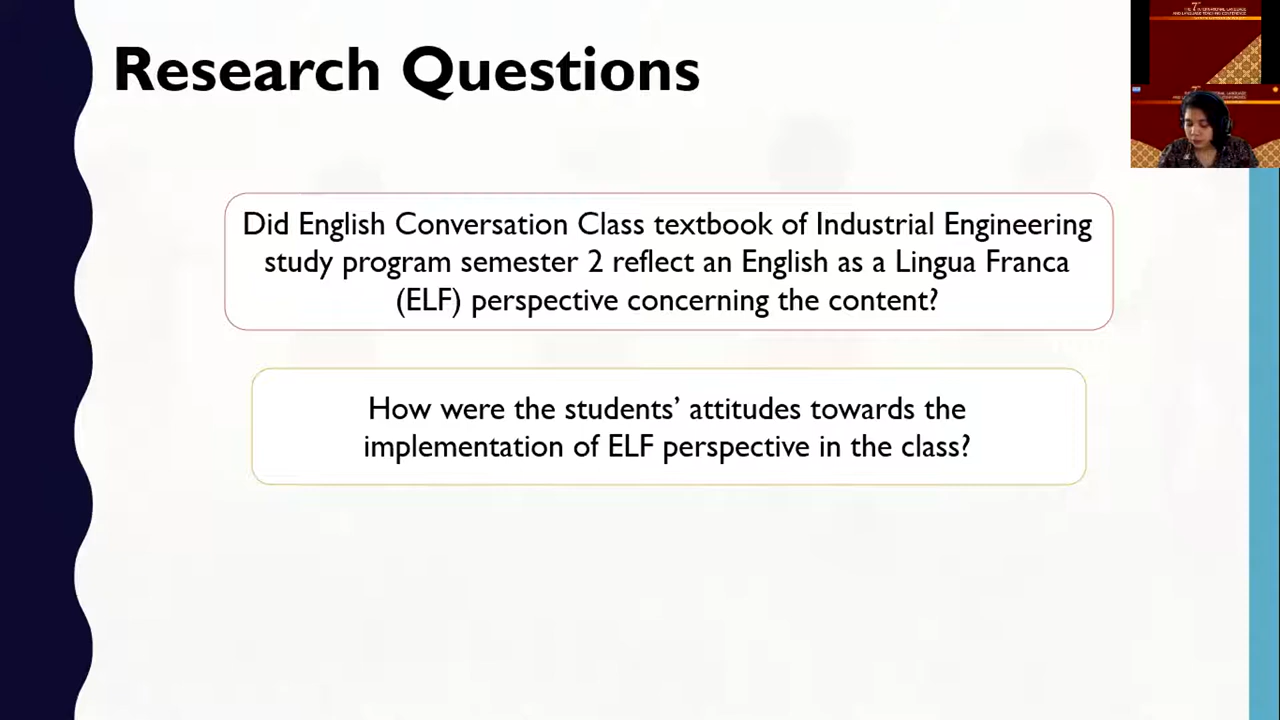 Research Questions
Did English Conversation Class textbook of Industrial Engineering
study program semester 2 reflect an English as a Lingua Franca
(ELF) perspective concerning the content?
How were the students’ attitudes towards the
implementation of ELF perspective in the class?